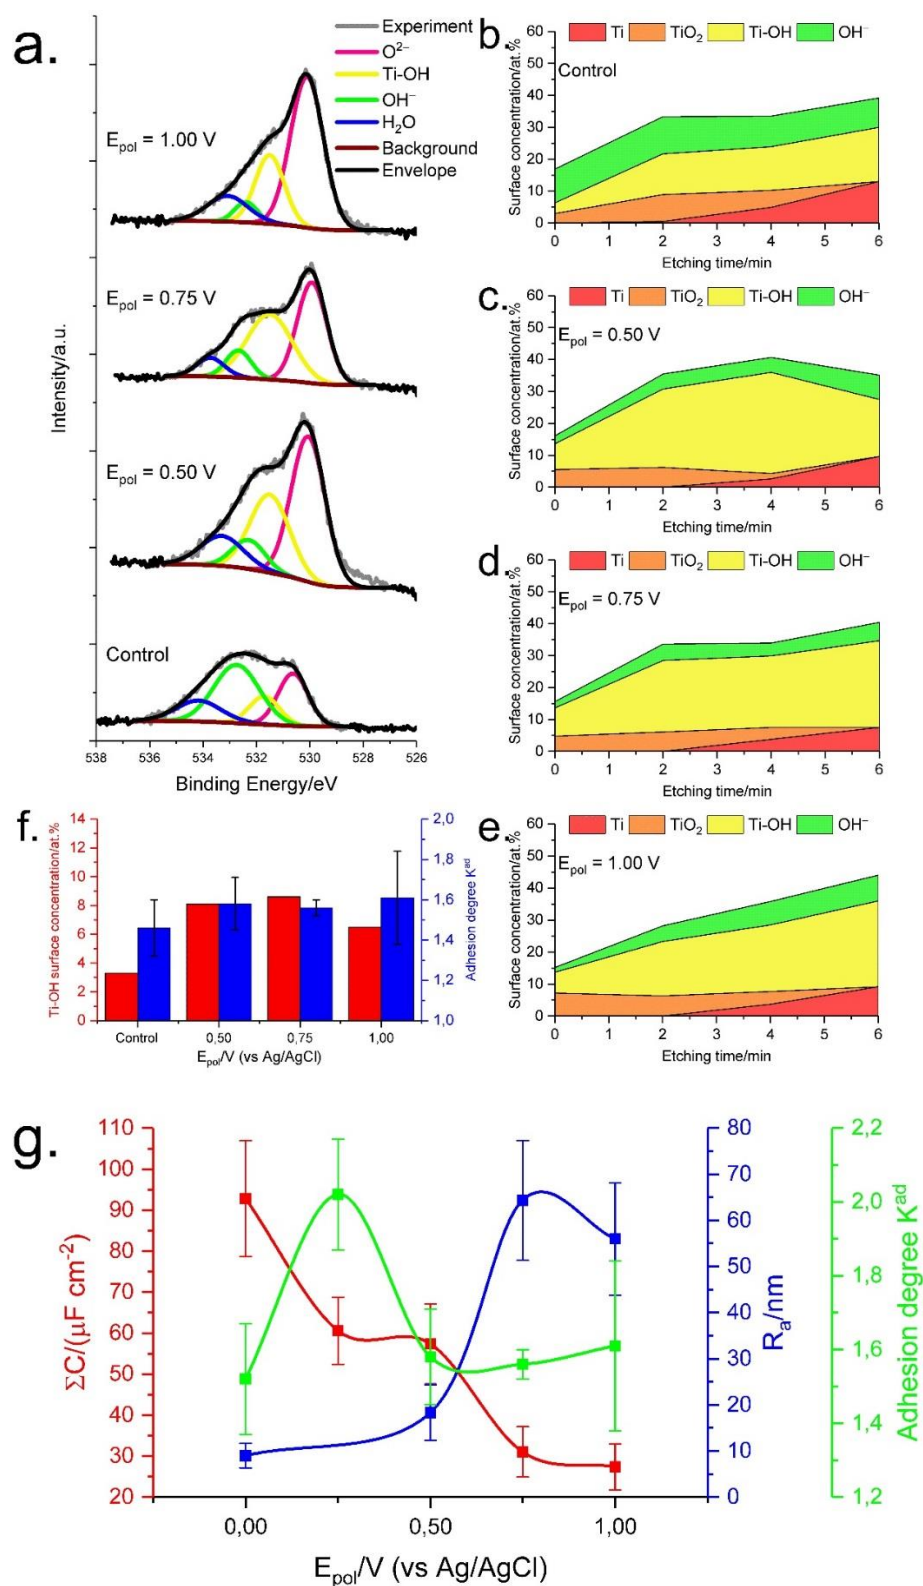 a.
Experiment
O²⁻
Ti-OH
OH⁻
H₂O
Background
Envelope
E_pol = 1.00 V
E_pol = 0.75 V
E_pol = 0.50 V
Control
Intensity/a.u.
538 536 534 532 530 528 526
Binding Energy/eV
b.
Ti TiO₂ Ti-OH OH⁻
Control
Surface concentration/at.%
60
50
40
30
20
10
0
0 1 2 3 4 5 6
Etching time/min
c.
Ti TiO₂ Ti-OH OH⁻
E_pol = 0.50 V
Surface concentration/at.%
60
50
40
30
20
10
0
0 1 2 3 4 5 6
Etching time/min
d.
Ti TiO₂ Ti-OH OH⁻
E_pol = 0.75 V
Surface concentration/at.%
60
50
40
30
20
10
0
0 1 2 3 4 5 6
Etching time/min
e.
Ti TiO₂ Ti-OH OH⁻
E_pol = 1.00 V
Surface concentration/at.%
60
50
40
30
20
10
0
0 1 2 3 4 5 6
Etching time/min
f.
Ti-OH surface concentration/at.%
14
12
10
8
6
4
2
0
2,0
1,8
1,6
1,4
1,2
1,0
Adhesion degree K^ad
Control 0,50 0,75 1,00
E_pol/V (vs Ag/AgCl)
g.
ΣC/(μF cm⁻²)
110
100
90
80
70
60
50
40
30
20
80
70
60
50
40
30
20
10
0
R_a/nm
2,2
2,0
1,8
1,6
1,4
1,2
Adhesion degree K^ad
0,00 0,50 1,00
E_pol/V (vs Ag/AgCl)